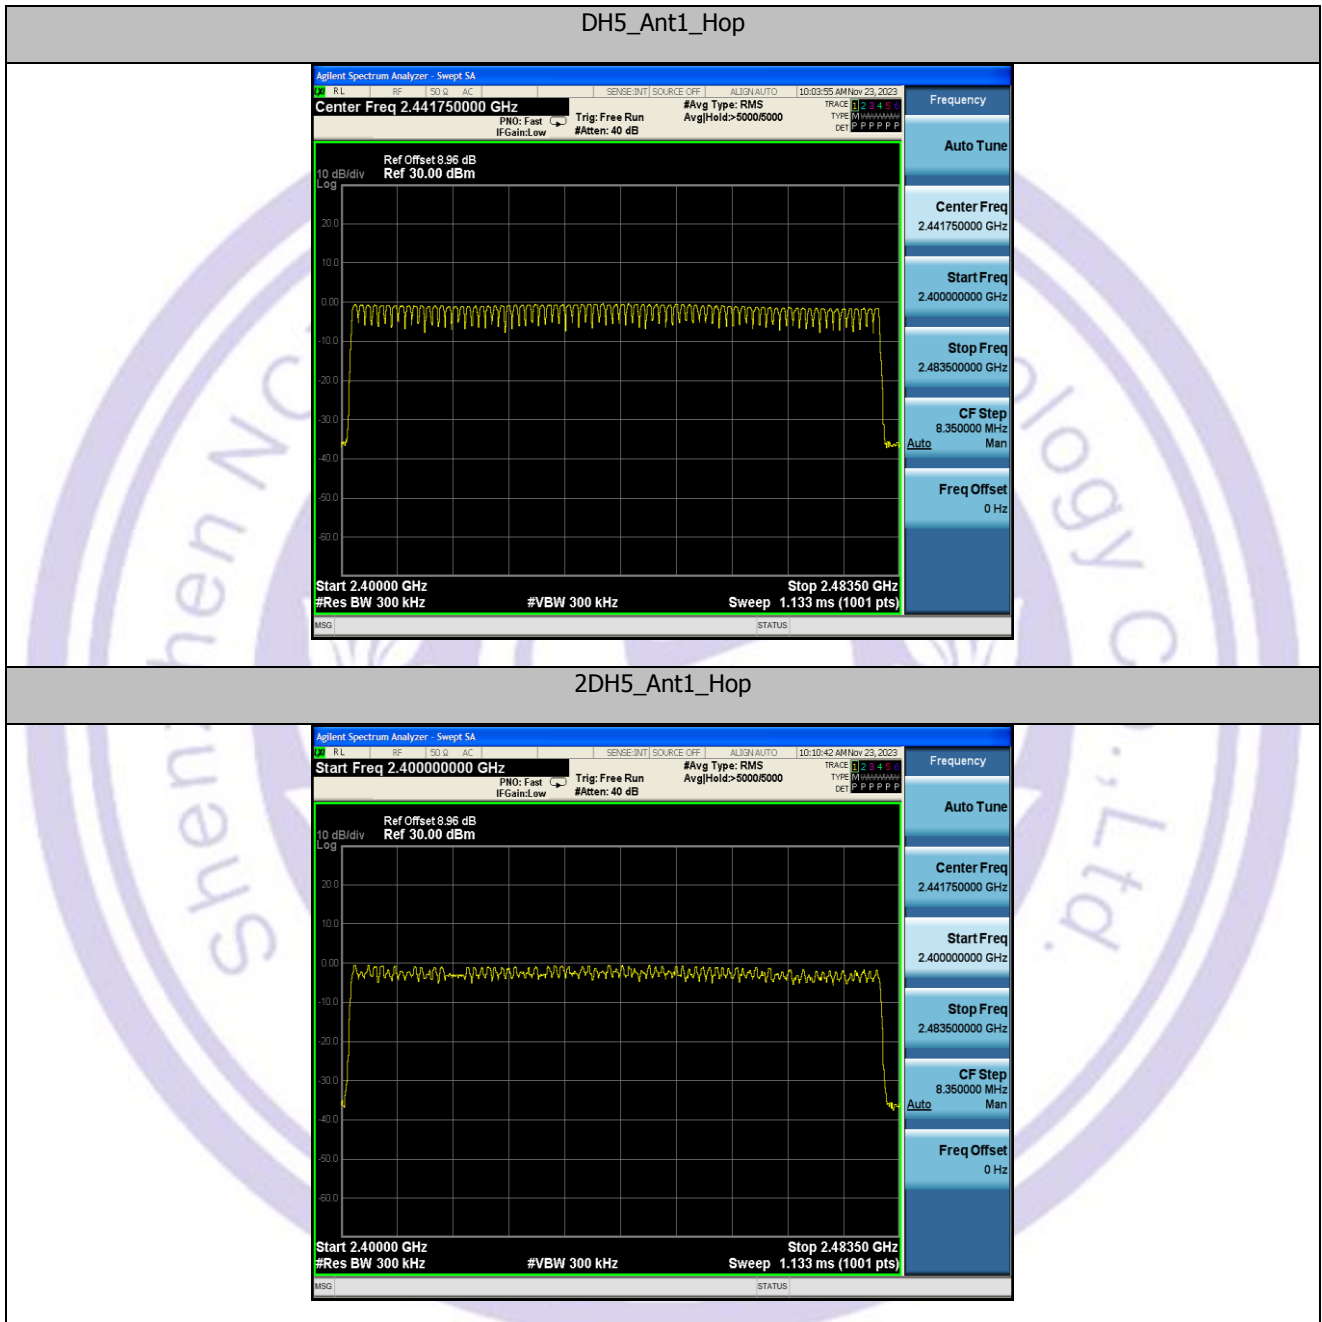 DH5_Ant1_Hop
Agilent Spectrum Analyzer - Swept SA
RL RF 50 Ω AC SENSE:INT SOURCE OFF ALIGN AUTO 10:03:55 AM Nov 23, 2023
Center Freq 2.441750000 GHz
PNO: Fast
IFGain:Low
Trig: Free Run
#Atten: 40 dB
#Avg Type: RMS
Avg|Hold:>5000/5000
TRACE 1 2 3 4 5 6
TYPE M
DET P P P P P P
Ref Offset 8.96 dB
10 dB/div Ref 30.00 dBm
Log
20.0
10.0
0.00
-10.0
-20.0
-30.0
-40.0
-50.0
-60.0
Start 2.40000 GHz Stop 2.48350 GHz
#Res BW 300 kHz #VBW 300 kHz Sweep 1.133 ms (1001 pts)
MSG STATUS
Frequency
Auto Tune
Center Freq
2.441750000 GHz
Start Freq
2.400000000 GHz
Stop Freq
2.483500000 GHz
CF Step
8.350000 MHz
Auto Man
Freq Offset
0 Hz
2DH5_Ant1_Hop
Agilent Spectrum Analyzer - Swept SA
RL RF 50 Ω AC SENSE:INT SOURCE OFF ALIGN AUTO 10:10:42 AM Nov 23, 2023
Start Freq 2.400000000 GHz
PNO: Fast
IFGain:Low
Trig: Free Run
#Atten: 40 dB
#Avg Type: RMS
Avg|Hold:>5000/5000
TRACE 1 2 3 4 5 6
TYPE M
DET P P P P P P
Ref Offset 8.96 dB
10 dB/div Ref 30.00 dBm
Log
20.0
10.0
0.00
-10.0
-20.0
-30.0
-40.0
-50.0
-60.0
Start 2.40000 GHz Stop 2.48350 GHz
#Res BW 300 kHz #VBW 300 kHz Sweep 1.133 ms (1001 pts)
MSG STATUS
Frequency
Auto Tune
Center Freq
2.441750000 GHz
Start Freq
2.400000000 GHz
Stop Freq
2.483500000 GHz
CF Step
8.350000 MHz
Auto Man
Freq Offset
0 Hz
Co., Ltd.